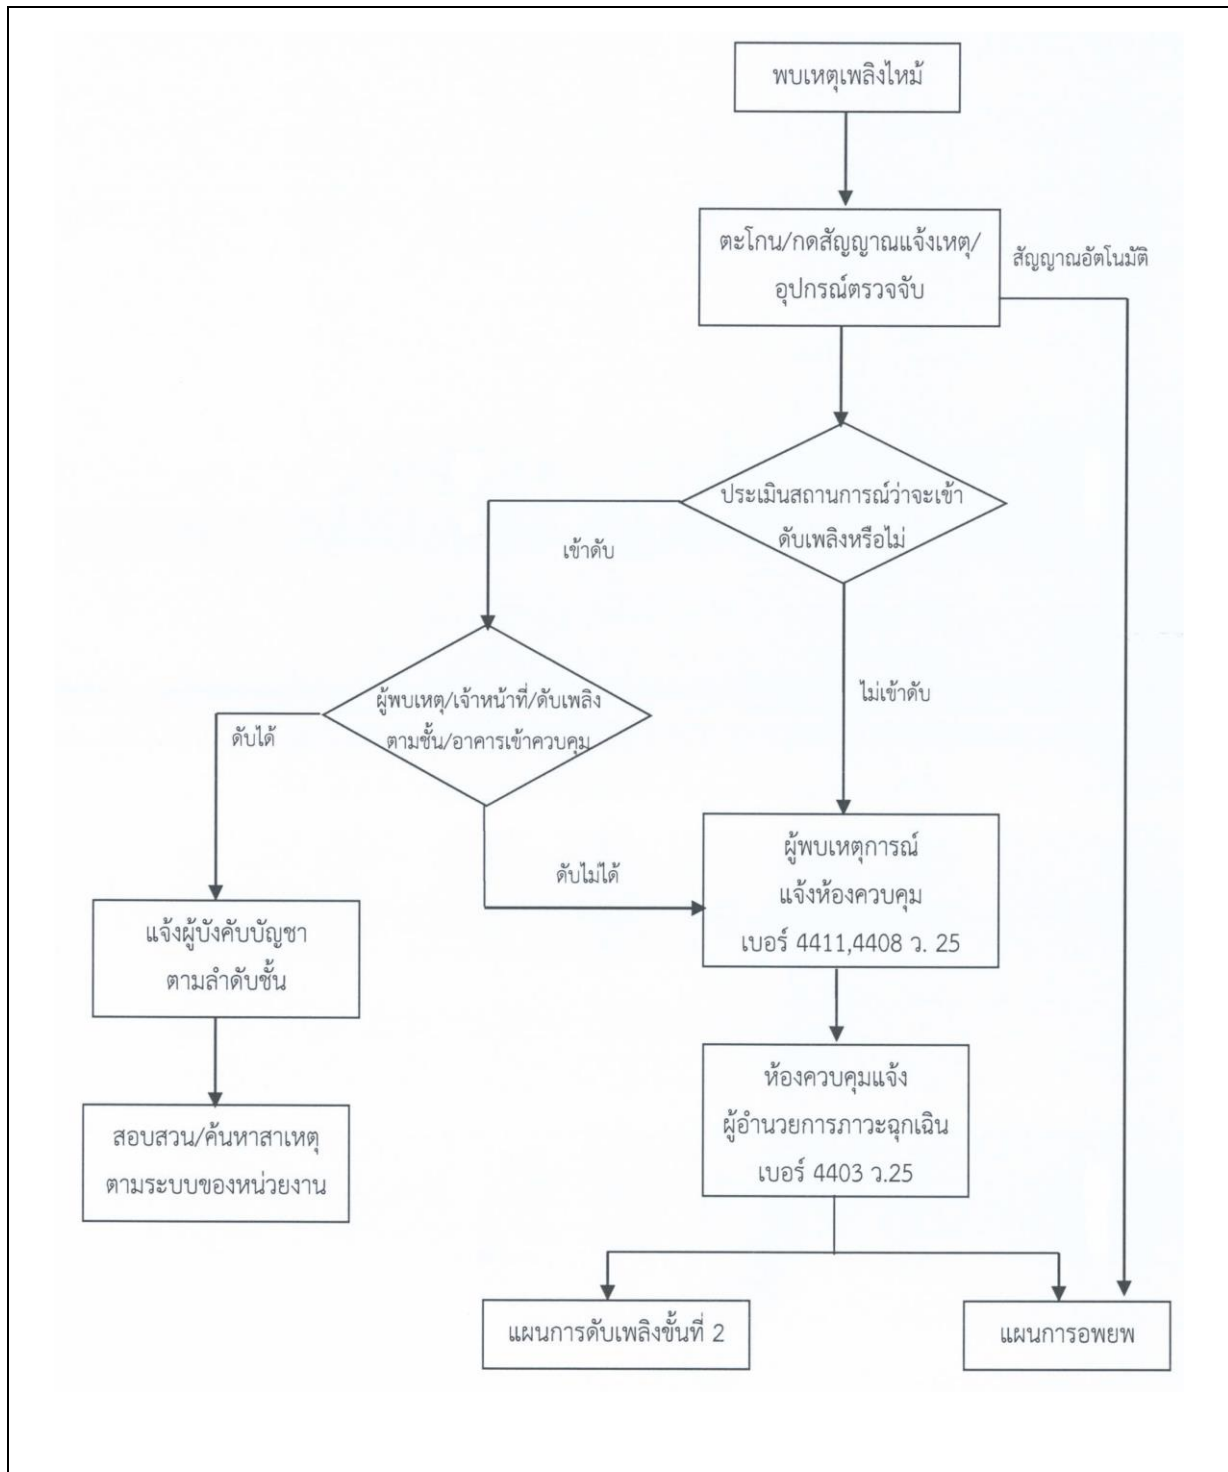 พบเหตุเพลิงไหม้
ตะโกน/กดสัญญาณแจ้งเหตุ/
อุปกรณ์ตรวจจับ
สัญญาณอัตโนมัติ
ประเมินสถานการณ์ว่าจะเข้า
ดับเพลิงหรือไม่
เข้าดับ
ไม่เข้าดับ
ผู้พบเหตุ/เจ้าหน้าที่/ดับเพลิง
ตามชั้น/อาคารเข้าควบคุม
ดับได้
ดับไม่ได้
ผู้พบเหตุการณ์
แจ้งห้องควบคุม
เบอร์ 4411,4408 ว. 25
แจ้งผู้บังคับบัญชา
ตามลำดับชั้น
ห้องควบคุมแจ้ง
ผู้อำนวยการภาวะฉุกเฉิน
เบอร์ 4403 ว.25
สอบสวน/ค้นหาสาเหตุ
ตามระบบของหน่วยงาน
แผนการดับเพลิงขั้นที่ 2
แผนการอพยพ